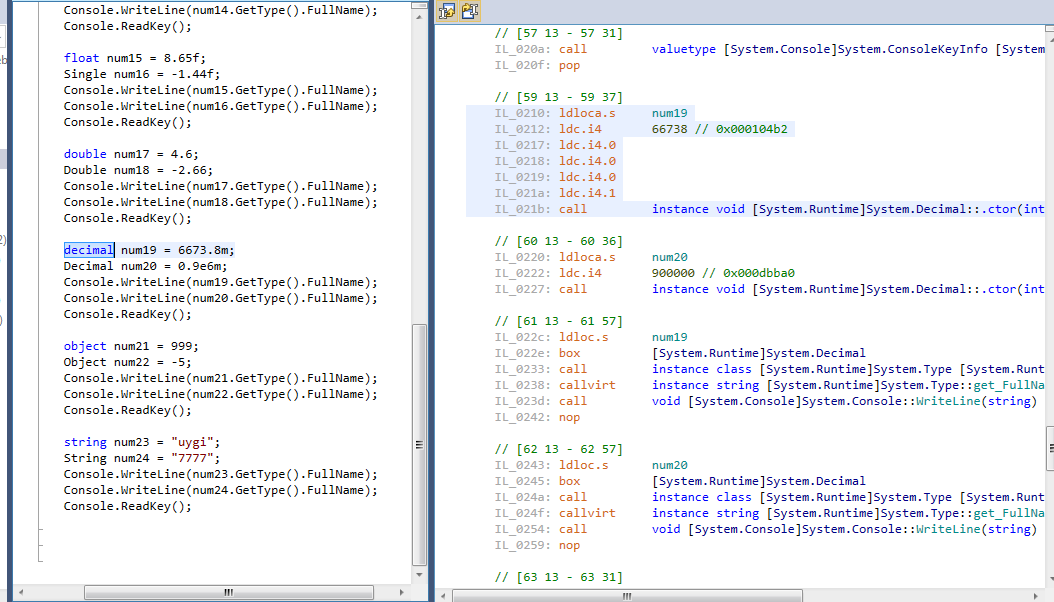 Console.WriteLine(num14.GetType().FullName);
Console.ReadKey();
float num15 = 8.65f;
Single num16 = -1.44f;
Console.WriteLine(num15.GetType().FullName);
Console.WriteLine(num16.GetType().FullName);
Console.ReadKey();
double num17 = 4.6;
Double num18 = -2.66;
Console.WriteLine(num17.GetType().FullName);
Console.WriteLine(num18.GetType().FullName);
Console.ReadKey();
decimal num19 = 6673.8m;
Decimal num20 = 0.9e6m;
Console.WriteLine(num19.GetType().FullName);
Console.WriteLine(num20.GetType().FullName);
Console.ReadKey();
object num21 = 999;
Object num22 = -5;
Console.WriteLine(num21.GetType().FullName);
Console.WriteLine(num22.GetType().FullName);
Console.ReadKey();
string num23 = "uygi";
String num24 = "7777";
Console.WriteLine(num23.GetType().FullName);
Console.WriteLine(num24.GetType().FullName);
Console.ReadKey();
// [57 13 - 57 31]
IL_020a: call valuetype [System.Console]System.ConsoleKeyInfo [System
IL_020f: pop
// [59 13 - 59 37]
IL_0210: ldloca.s num19
IL_0212: ldc.i4 66738 // 0x000104b2
IL_0217: ldc.i4.0
IL_0218: ldc.i4.0
IL_0219: ldc.i4.0
IL_021a: ldc.i4.1
IL_021b: call instance void [System.Runtime]System.Decimal::.ctor(int
// [60 13 - 60 36]
IL_0220: ldloca.s num20
IL_0222: ldc.i4 900000 // 0x000dbba0
IL_0227: call instance void [System.Runtime]System.Decimal::.ctor(int
// [61 13 - 61 57]
IL_022c: ldloc.s num19
IL_022e: box [System.Runtime]System.Decimal
IL_0233: call instance class [System.Runtime]System.Type [System.Runt
IL_0238: callvirt instance string [System.Runtime]System.Type::get_FullNa
IL_023d: call void [System.Console]System.Console::WriteLine(string)
IL_0242: nop
// [62 13 - 62 57]
IL_0243: ldloc.s num20
IL_0245: box [System.Runtime]System.Decimal
IL_024a: call instance class [System.Runtime]System.Type [System.Runt
IL_024f: callvirt instance string [System.Runtime]System.Type::get_FullNa
IL_0254: call void [System.Console]System.Console::WriteLine(string)
IL_0259: nop
// [63 13 - 63 31]